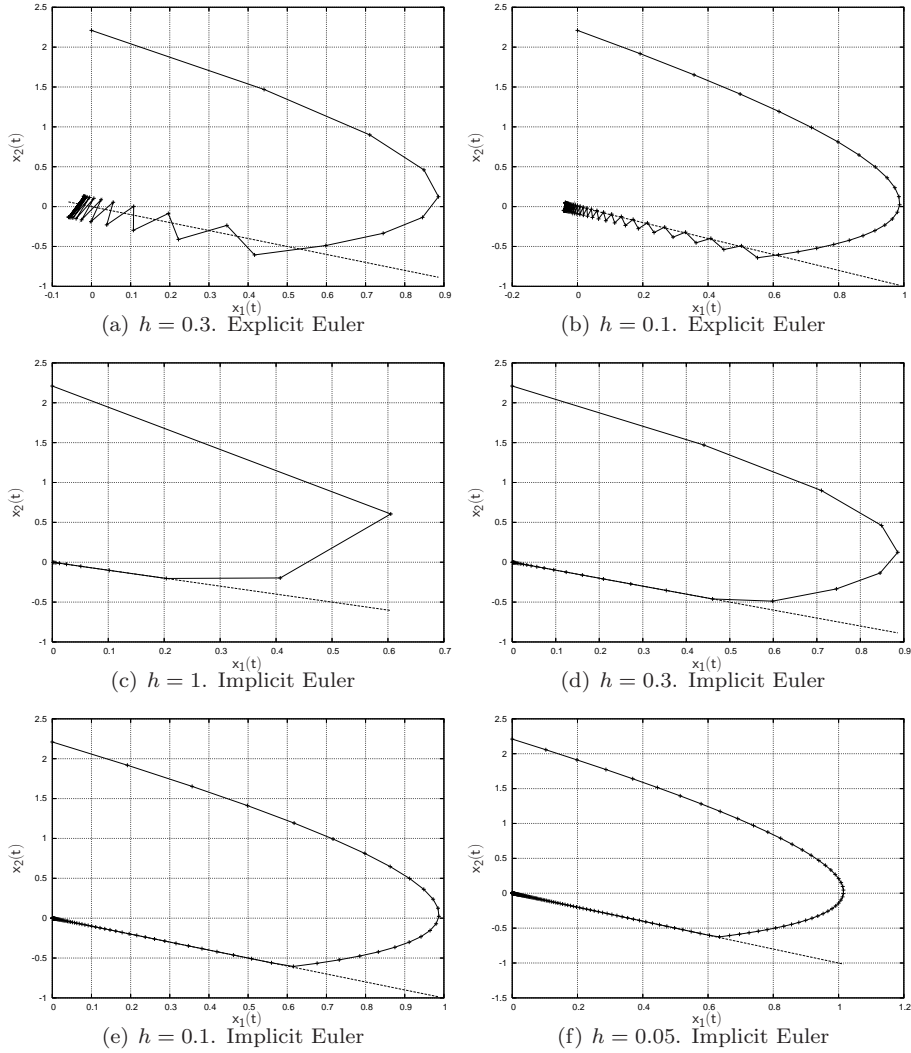 2.5
2
1.5
1
0.5
0
-0.5
-1
x2(t)
-0.1 0 0.1 0.2 0.3 0.4 0.5 0.6 0.7 0.8 0.9
x1(t)
(a) h = 0.3. Explicit Euler
2.5
2
1.5
1
0.5
0
-0.5
-1
x2(t)
-0.2 0 0.2 0.4 0.6 0.8 1
x1(t)
(b) h = 0.1. Explicit Euler
2.5
2
1.5
1
0.5
0
-0.5
-1
x2(t)
0 0.1 0.2 0.3 0.4 0.5 0.6 0.7
x1(t)
(c) h = 1. Implicit Euler
2.5
2
1.5
1
0.5
0
-0.5
-1
x2(t)
0 0.1 0.2 0.3 0.4 0.5 0.6 0.7 0.8 0.9
x1(t)
(d) h = 0.3. Implicit Euler
2.5
2
1.5
1
0.5
0
-0.5
-1
x2(t)
0 0.1 0.2 0.3 0.4 0.5 0.6 0.7 0.8 0.9 1
x1(t)
(e) h = 0.1. Implicit Euler
2.5
2
1.5
1
0.5
0
-0.5
-1
-1.5
x2(t)
0 0.2 0.4 0.6 0.8 1 1.2
x1(t)
(f) h = 0.05. Implicit Euler